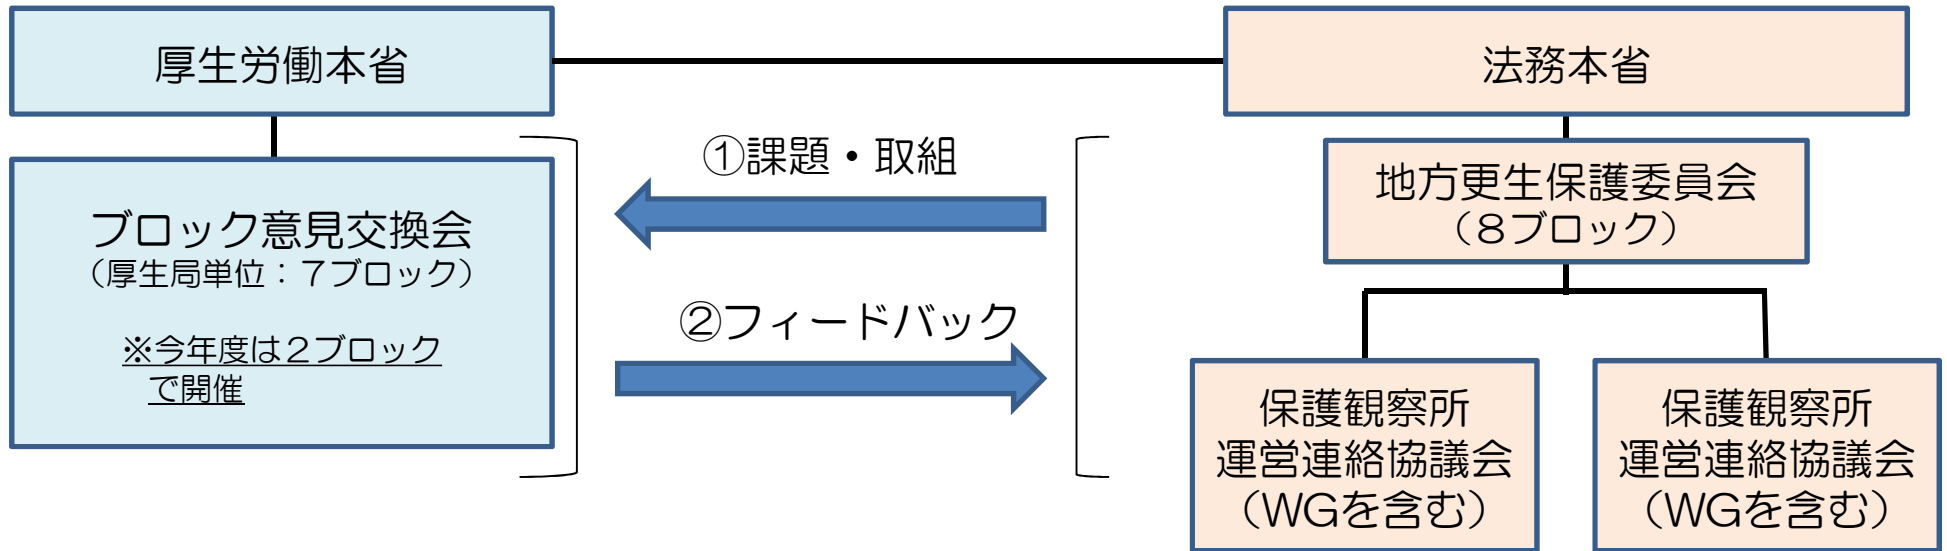 厚生労働本省
法務本省
ブロック意見交換会
（厚生局単位：７ブロック）
※今年度は２ブロック
で開催
①課題・取組
②フィードバック
地方更生保護委員会
（８ブロック）
保護観察所
運営連絡協議会
（WGを含む）
保護観察所
運営連絡協議会
（WGを含む）